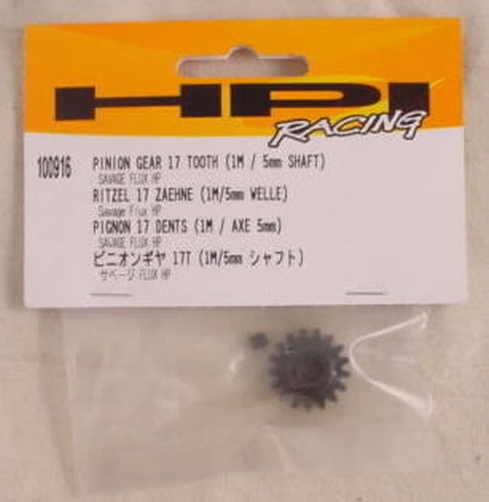 HPI
RACING
100916 PINION GEAR 17 TOOTH (1M / 5mm SHAFT)
SAVAGE FLUX HP
RITZEL 17 ZAEHNE (1M/5mm WELLE)
Savage Flux HP
PIGNON 17 DENTS (1M / AXE 5mm)
SAVAGE FLUX HP
ピニオンギヤ 17T (1M/5mm シャフト)
サベージ FLUX HP